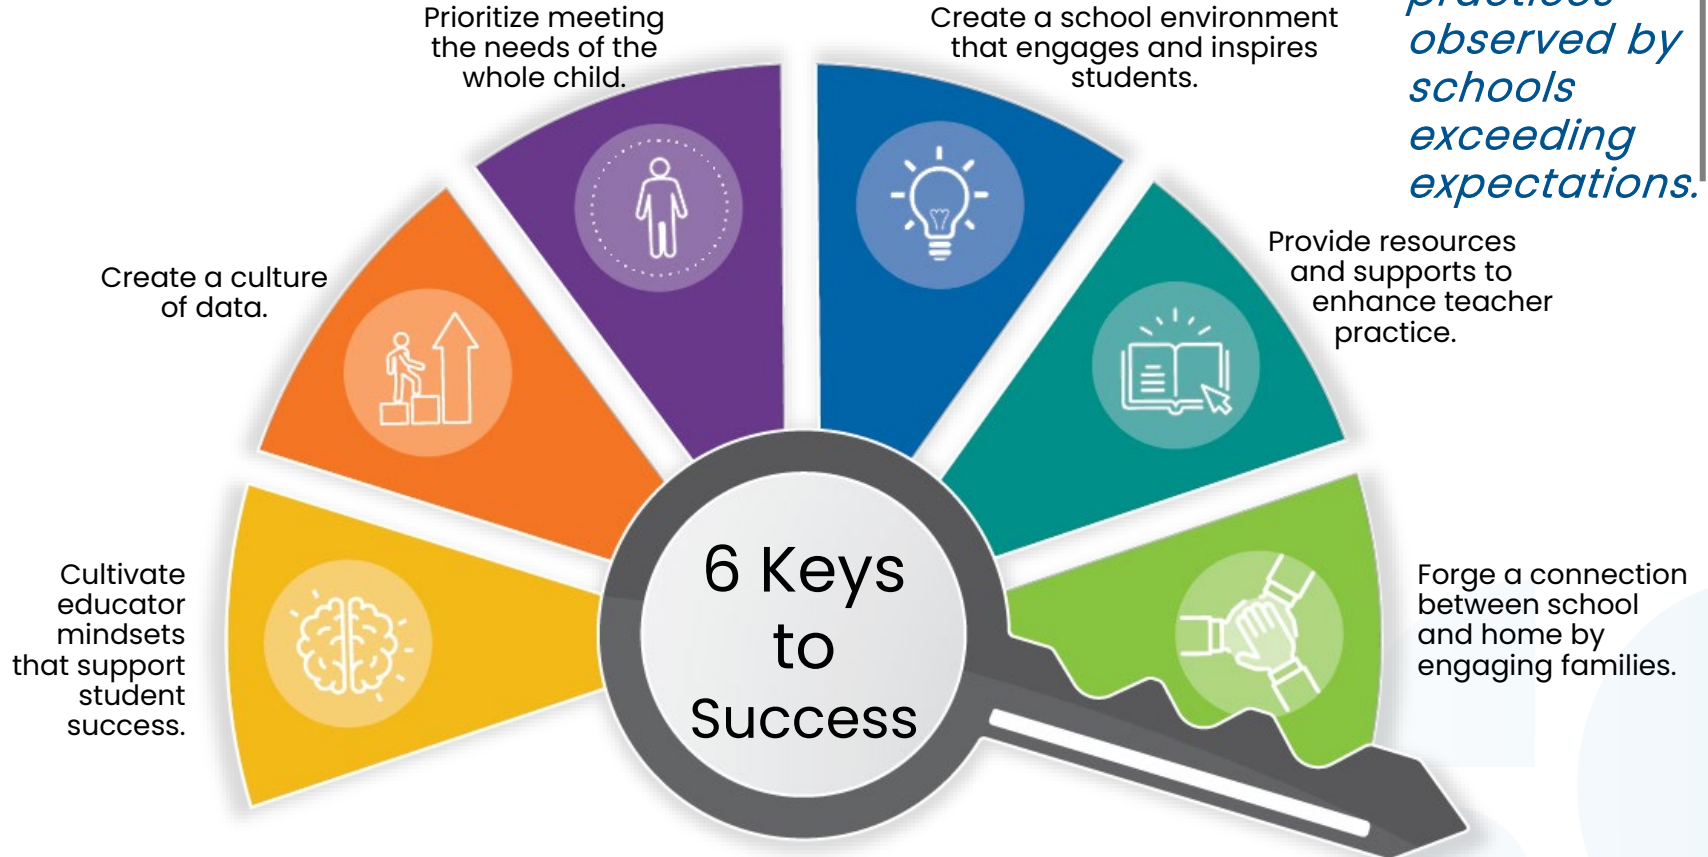 Prioritize meeting
the needs of the
whole child.
Create a school environment
that engages and inspires
students.
practices
observed by
schools
exceeding
expectations.
Create a culture
of data.
Provide resources
and supports to
enhance teacher
practice.
Cultivate
educator
mindsets
that support
student
success.
6 Keys
to
Success
Forge a connection
between school
and home by
engaging families.